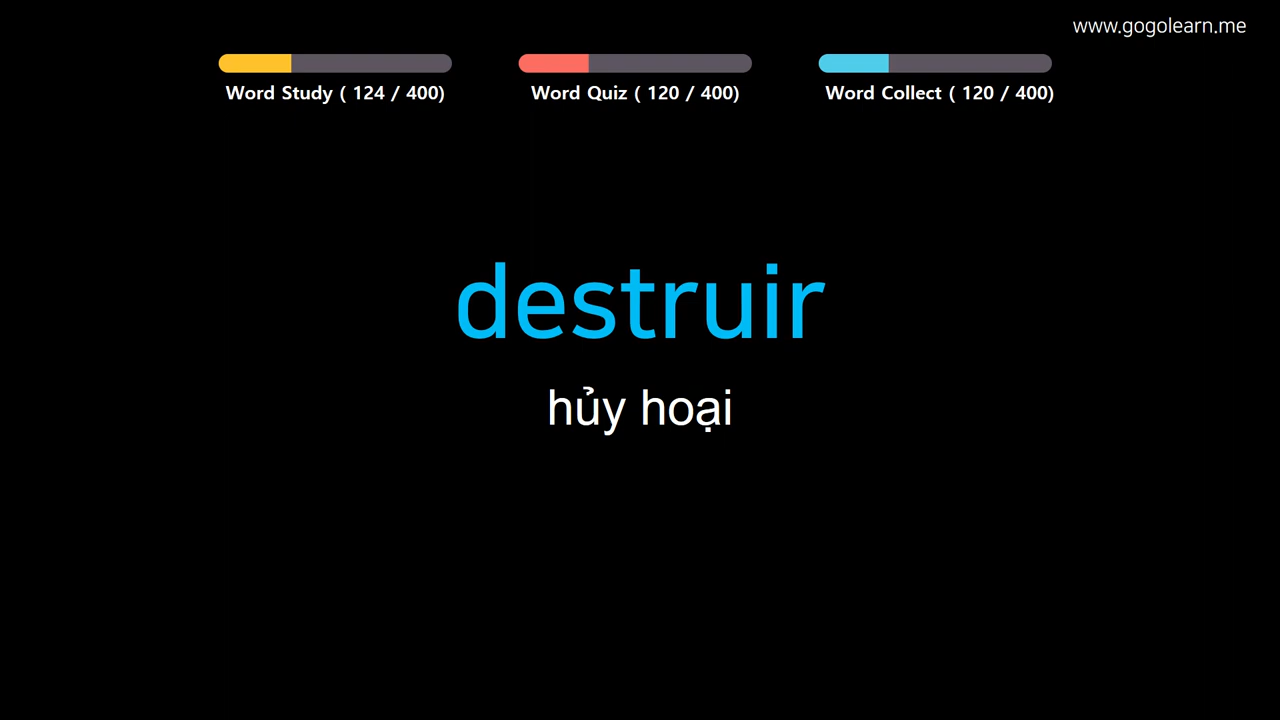 www.gogolearn.me
Word Study ( 124 / 400)
Word Quiz ( 120 / 400)
Word Collect ( 120 / 400)
destruir
hủy hoại